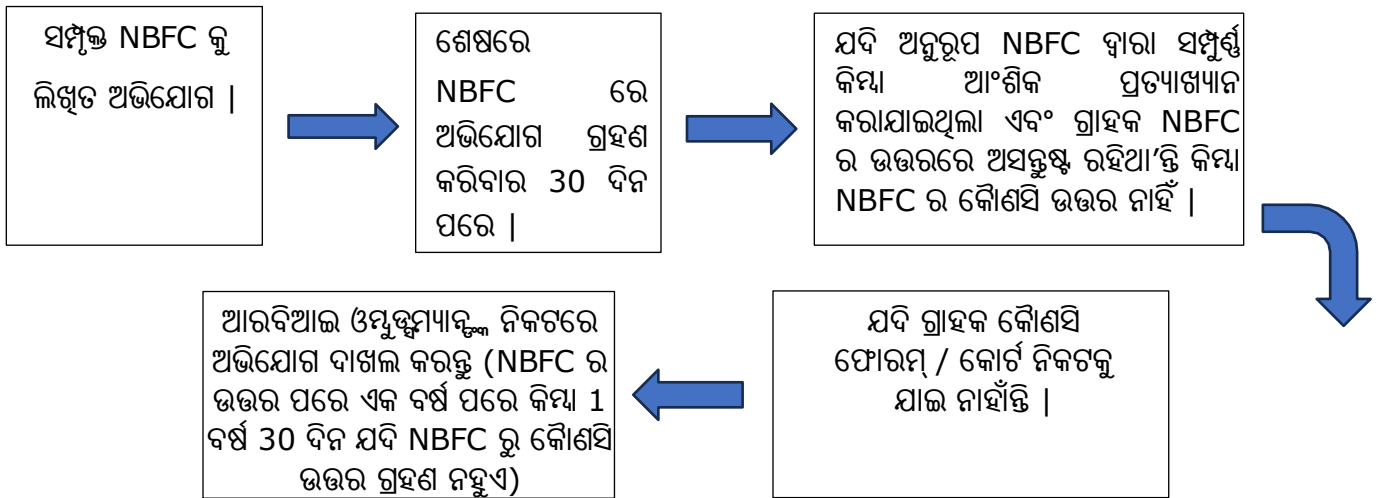 ସମ୍ପୃକ୍ତ NBFC କୁ
ଲିଖିତ ଅଭିଯୋଗ |
ଶେଷରେ
NBFC ରେ
ଅଭିଯୋଗ ଗ୍ରହଣ
କରିବାର 30 ଦିନ
ପରେ |
ଯଦି ଅନୁରୂପ NBFC ଦ୍ୱାରା ସମ୍ପୂର୍ଣ୍ଣ
କିମ୍ବା ଆଂଶିକ ପ୍ରତ୍ୟାଖ୍ୟାନ
କରାଯାଇଥିଲା ଏବଂ ଗ୍ରାହକ NBFC
ର ଉତ୍ତରରେ ଅସନ୍ତୁଷ୍ଟ ରହିଥା'ନ୍ତି କିମ୍ବା
NBFC ର କୌଣସି ଉତ୍ତର ନାହିଁ |
ଯଦି ଗ୍ରାହକ କୌଣସି
ଫୋରମ୍ / କୋର୍ଟ ନିକଟକୁ
ଯାଇ ନାହାଁନ୍ତି |
ଆରବିଆଇ ଓମ୍ବୁଡ୍ସମ୍ୟାନ୍ଙ୍କ ନିକଟରେ
ଅଭିଯୋଗ ଦାଖଲ କରନ୍ତୁ (NBFC ର
ଉତ୍ତର ପରେ ଏକ ବର୍ଷ ପରେ କିମ୍ବା 1
ବର୍ଷ 30 ଦିନ ଯଦି NBFC ରୁ କୌଣସି
ଉତ୍ତର ଗ୍ରହଣ ନହୁଏ)